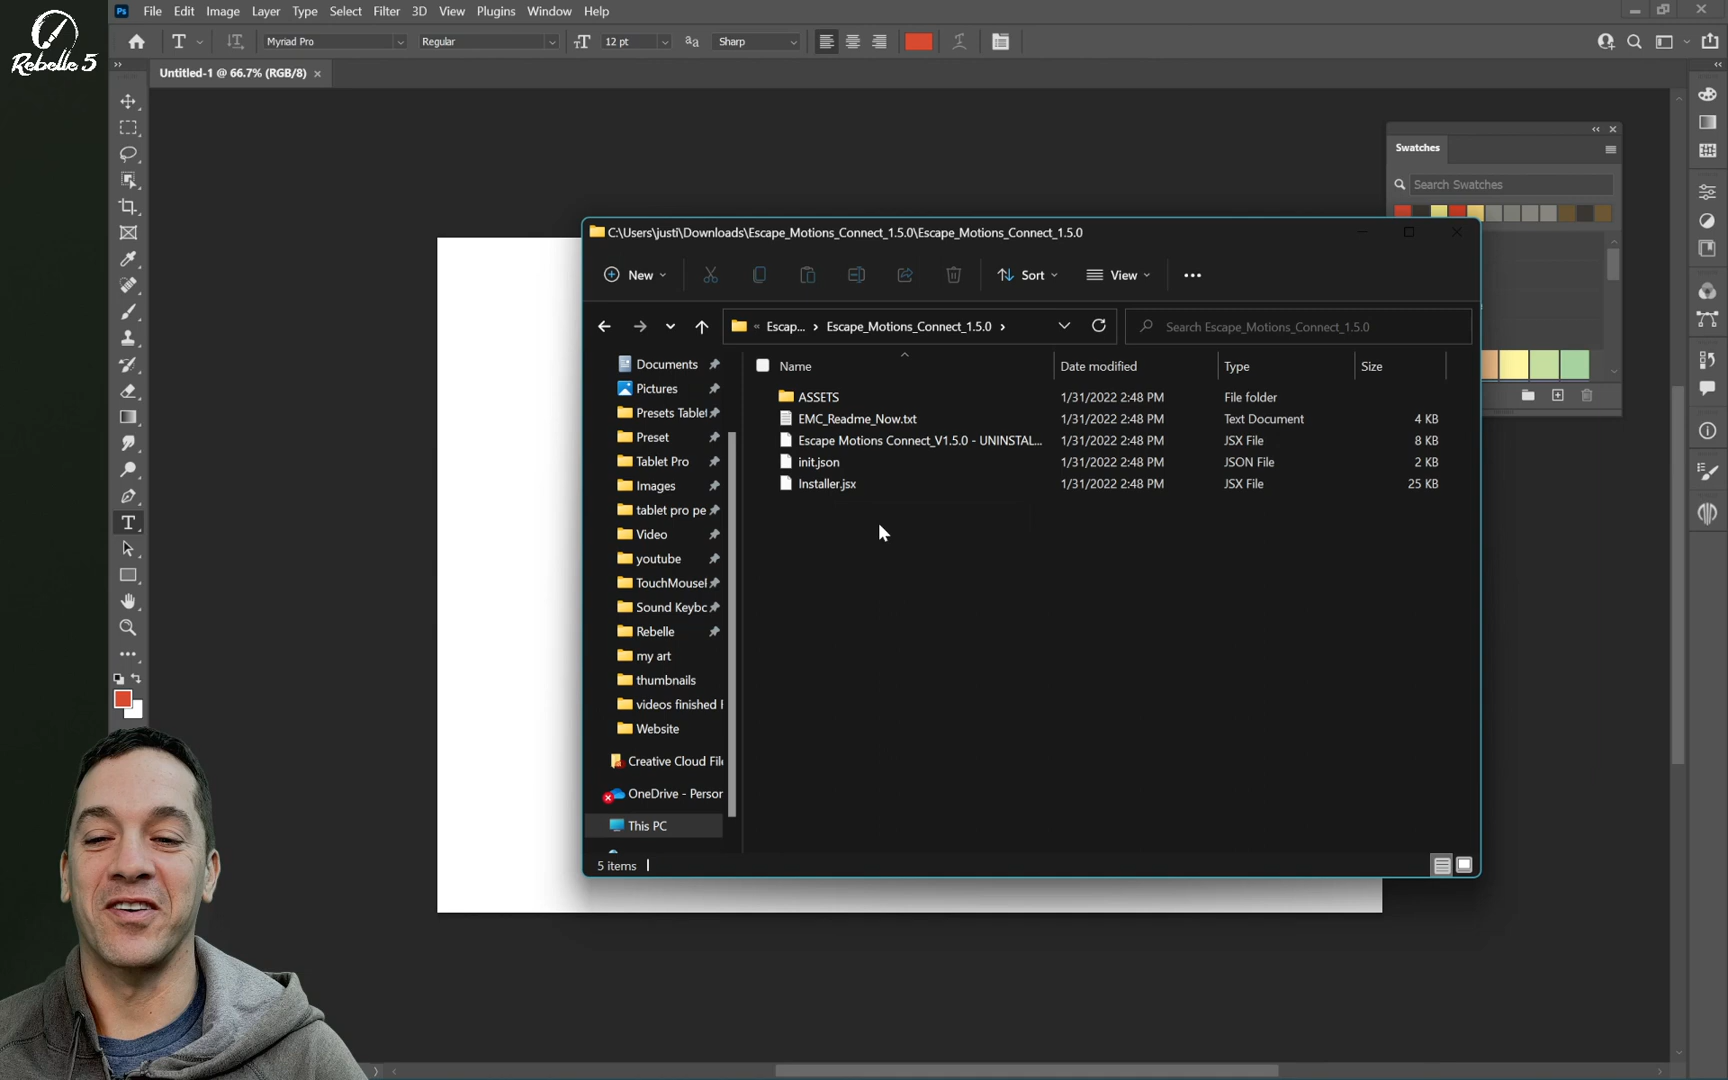 Rebelle 5
Ps File Edit Image Layer Type Select Filter 3D View Plugins Window Help
T Myriad Pro Regular 12 pt Sharp
Untitled-1 @ 66.7% (RGB/8) ×
Swatches
Search Swatches
C:\Users\justi\Downloads\Escape_Motions_Connect_1.5.0\Escape_Motions_Connect_1.5.0
New Sort View
« Escap... › Escape_Motions_Connect_1.5.0 › Search Escape_Motions_Connect_1.5.0
Name Date modified Type Size
ASSETS 1/31/2022 2:48 PM File folder
EMC_Readme_Now.txt 1/31/2022 2:48 PM Text Document 4 KB
Escape Motions Connect_V1.5.0 - UNINSTAL... 1/31/2022 2:48 PM JSX File 8 KB
init.json 1/31/2022 2:48 PM JSON File 2 KB
Installer.jsx 1/31/2022 2:48 PM JSX File 25 KB
Documents
Pictures
Presets Tablet
Preset
Tablet Pro
Images
tablet pro pe
Video
youtube
TouchMouse
Sound Keybo
Rebelle
my art
thumbnails
videos finished
Website
Creative Cloud File
OneDrive - Person
This PC
5 items